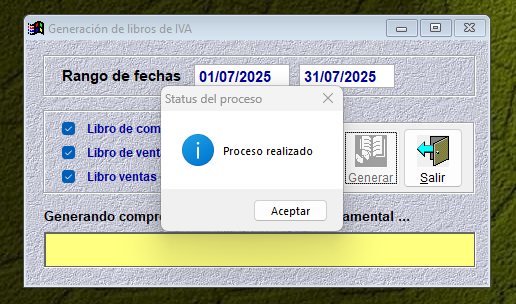 Generación de libros de IVA
Rango de fechas 01/07/2025 31/07/2025
Status del proceso
Libro de com
Libro de vent
Libro ventas
Proceso realizado
Aceptar
Generar
Salir
Generando compr amental ...